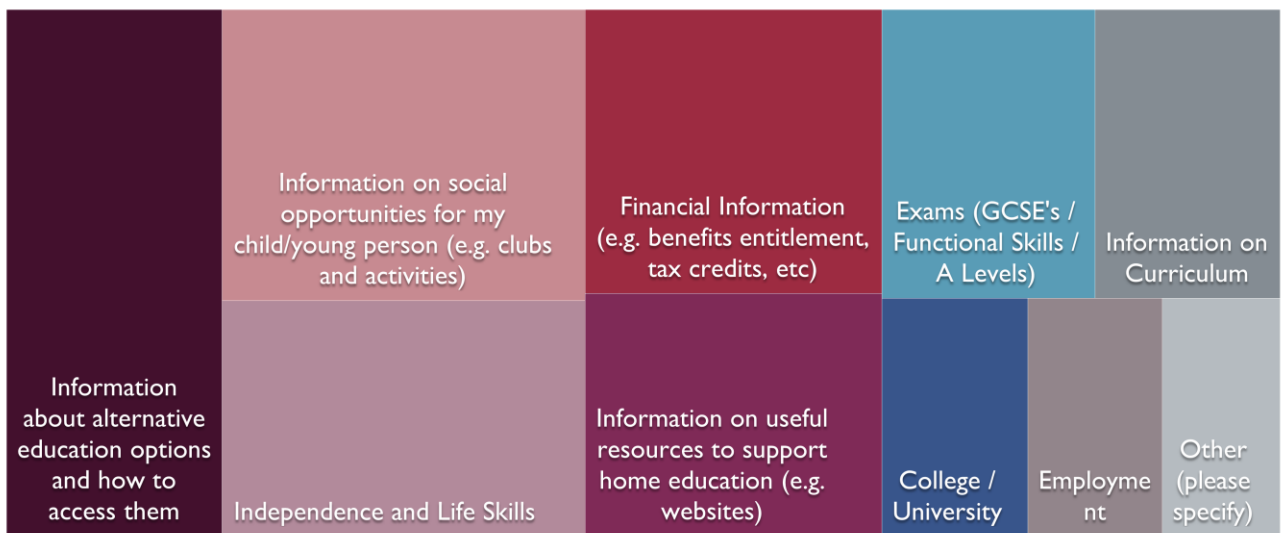 Information
about alternative
education options
and how to
access them
Information on social
opportunities for my
child/young person (e.g. clubs
and activities)
Independence and Life Skills
Financial Information
(e.g. benefits entitlement,
tax credits, etc)
Information on useful
resources to support
home education (e.g.
websites)
Exams (GCSE's /
Functional Skills /
A Levels)
Information on
Curriculum
College /
University
Employme
nt
Other
(please
specify)